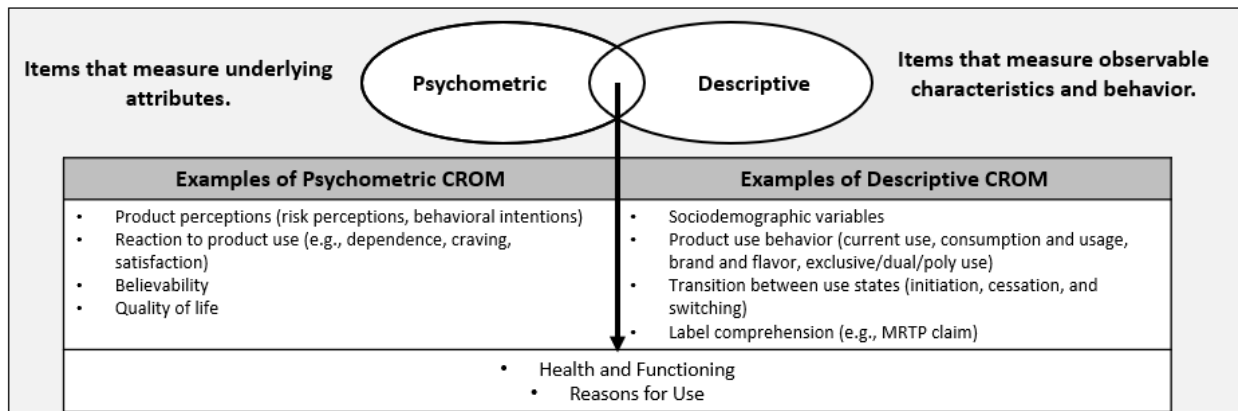 Items that measure underlying
attributes.
Psychometric
Descriptive
Items that measure observable
characteristics and behavior.
Examples of Psychometric CROM
• Product perceptions (risk perceptions, behavioral intentions)
• Reaction to product use (e.g., dependence, craving,
satisfaction)
• Believability
• Quality of life
Examples of Descriptive CROM
• Sociodemographic variables
• Product use behavior (current use, consumption and usage,
brand and flavor, exclusive/dual/poly use)
• Transition between use states (initiation, cessation, and
switching)
• Label comprehension (e.g., MRTP claim)
• Health and Functioning
• Reasons for Use